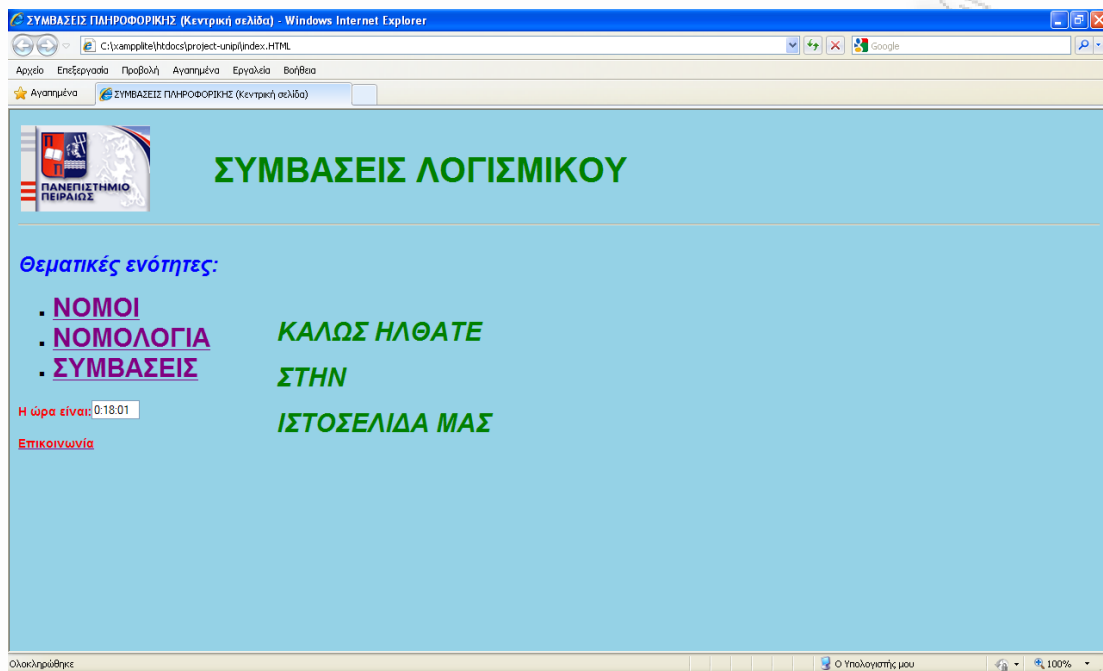 ΣΥΜΒΑΣΕΙΣ ΠΛΗΡΟΦΟΡΙΚΗΣ (Κεντρική σελίδα) - Windows Internet Explorer
C:\xampplite\htdocs\project-unipi\index.HTML
Google
Αρχείο Επεξεργασία Προβολή Αγαπημένα Εργαλεία Βοήθεια
Αγαπημένα ΣΥΜΒΑΣΕΙΣ ΠΛΗΡΟΦΟΡΙΚΗΣ (Κεντρική σελίδα)
ΠΑΝΕΠΙΣΤΗΜΙΟ
ΠΕΙΡΑΙΩΣ
ΣΥΜΒΑΣΕΙΣ ΛΟΓΙΣΜΙΚΟΥ
Θεματικές ενότητες:
ΝΟΜΟΙ
ΝΟΜΟΛΟΓΙΑ
ΣΥΜΒΑΣΕΙΣ
Η ώρα είναι: 0:18:01
Επικοινωνία
ΚΑΛΩΣ ΗΛΘΑΤΕ
ΣΤΗΝ
ΙΣΤΟΣΕΛΙΔΑ ΜΑΣ
Ολοκληρώθηκε
Ο Υπολογιστής μου
100%